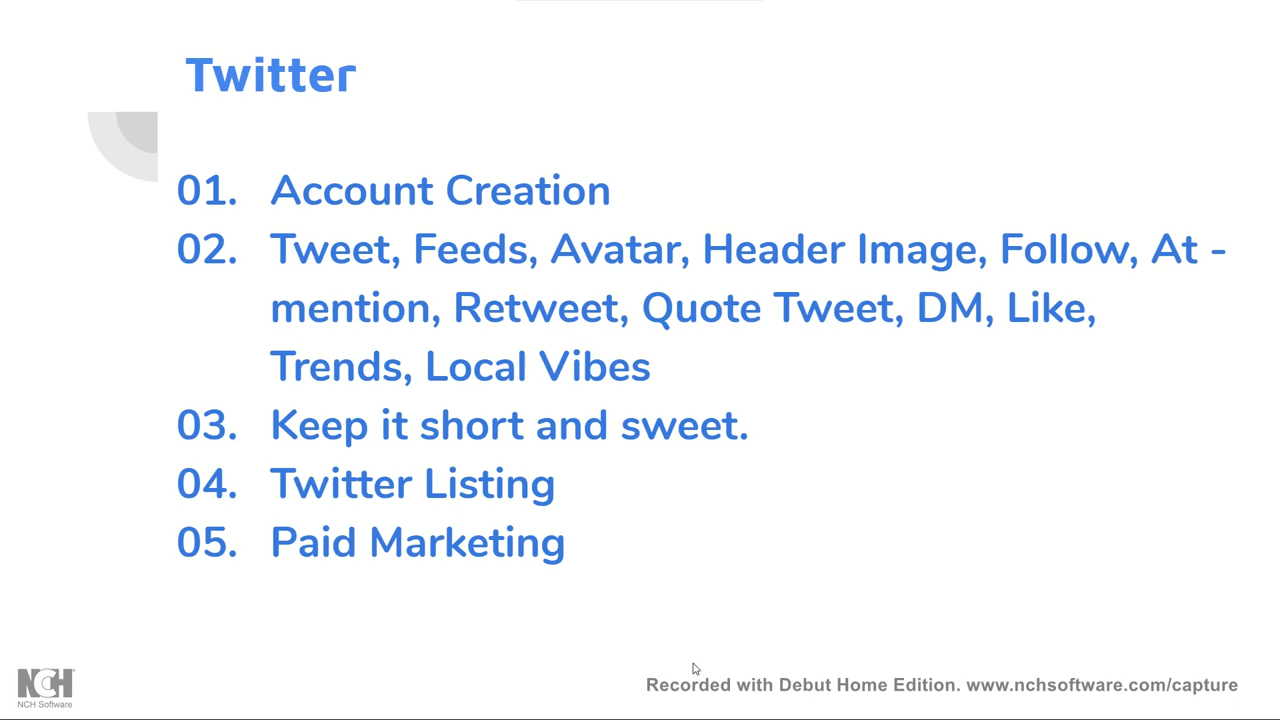 Twitter
01. Account Creation
02. Tweet, Feeds, Avatar, Header Image, Follow, At -
mention, Retweet, Quote Tweet, DM, Like,
Trends, Local Vibes
03. Keep it short and sweet.
04. Twitter Listing
05. Paid Marketing
NCH
NCH Software
Recorded with Debut Home Edition. www.nchsoftware.com/capture